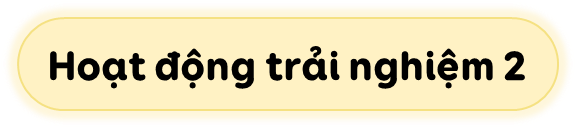 Hoạt động trải nghiệm 2